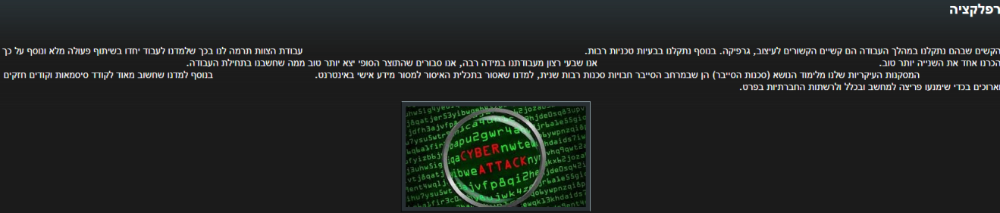 רפלקציה
הקשים שבהם נתקלנו במהלך העבודה הם קשיים הקשורים לעיצוב, גרפיקה. בנוסף נתקלנו בבעיות טכניות רבות. עבודת הצוות תרמה לנו בכך שלמדנו לעבוד יחדו בשיתוף פעולה מלא ונוסף על כך
הכרנו אחד את השנייה יותר טוב. אנו שבעי רצון מעבודתנו במידה רבה, אנו סבורים שהתוצר הסופי יצא יותר טוב ממה שחשבנו בתחילת העבודה.
המסקנות העיקריות שלנו מלימוד הנושא (סכנות הסייבר) הן שבמרחב הסייבר חבויות סכנות רבות שנית, למדנו שאסור בתכלית האיסור למסור מידע אישי באינטרנט. בנוסף למדנו שחשוב מאוד לקודד סיסמאות וקודים חזקים
וארוכים בכדי שימנעו פריצה למחשב ובכלל ולרשתות החברתיות בפרט.
CYBER
ATTACK